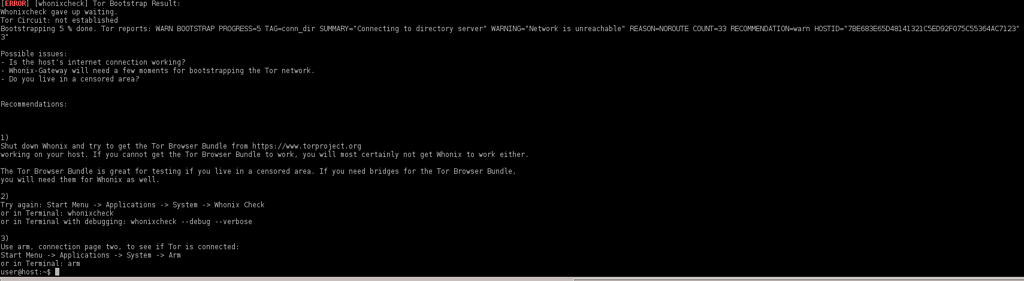 [ERROR] [whonixcheck] Tor Bootstrap Result:
Whonixcheck gave up waiting.
Tor Circuit: not established
Bootstrapping 5 % done. Tor reports: WARN BOOTSTRAP PROGRESS=5 TAG=conn_dir SUMMARY="Connecting to directory server" WARNING="Network is unreachable" REASON=NOROUTE COUNT=33 RECOMMENDATION=warn HOSTID="7BE683E65D48141321C5ED92F075C55364AC7123"
3"
Possible issues:
- Is the host's internet connection working?
- Whonix-Gateway will need a few moments for bootstrapping the Tor network.
- Do you live in a censored area?
Recommendations:
1)
Shut down Whonix and try to get the Tor Browser Bundle from https://www.torproject.org
working on your host. If you cannot get the Tor Browser Bundle to work, you will most certainly not get Whonix to work either.
The Tor Browser Bundle is great for testing if you live in a censored area. If you need bridges for the Tor Browser Bundle,
you will need them for Whonix as well.
2)
Try again: Start Menu -> Applications -> System -> Whonix Check
or in Terminal: whonixcheck
or in Terminal with debugging: whonixcheck --debug --verbose
3)
Use arm, connection page two, to see if Tor is connected:
Start Menu -> Applications -> System -> Arm
or in Terminal: arm
user@host:~$